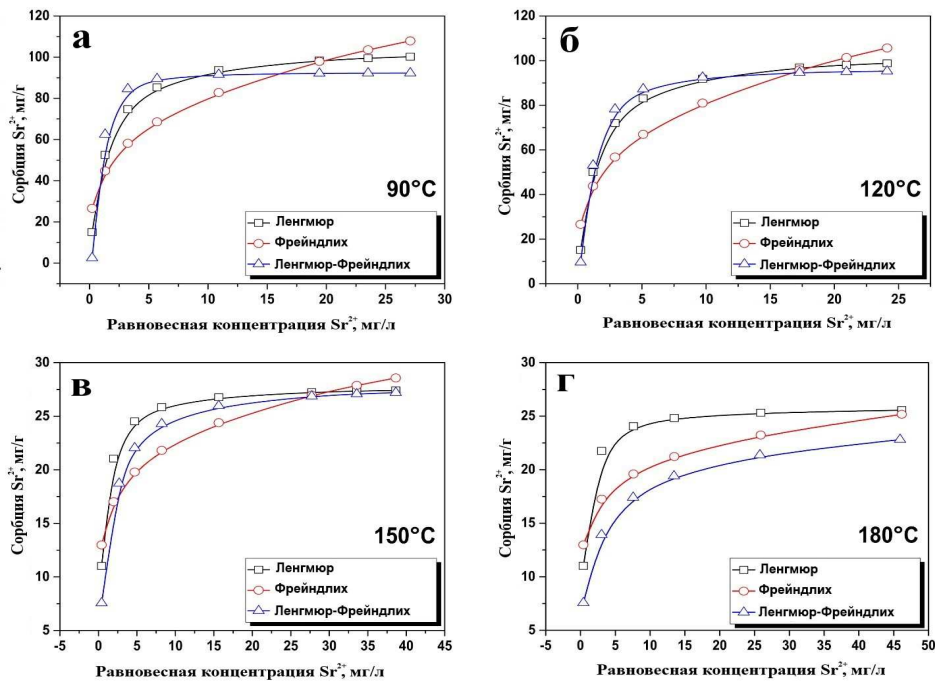 а
120
100
80
60
40
20
0
Сорбция Sr²⁺, мг/г
90°C
Ленгмюр
Фрейндлих
Ленгмюр-Фрейндлих
-5 0 5 10 15 20 25 30
Равновесная концентрация Sr²⁺, мг/л
б
120
100
80
60
40
20
0
Сорбция Sr²⁺, мг/г
120°C
Ленгмюр
Фрейндлих
Ленгмюр-Фрейндлих
0 5 10 15 20 25
Равновесная концентрация Sr²⁺, мг/л
в
30
25
20
15
10
5
Сорбция Sr²⁺, мг/г
150°C
Ленгмюр
Фрейндлих
Ленгмюр-Фрейндлих
-5 0 5 10 15 20 25 30 35 40 45
Равновесная концентрация Sr²⁺, мг/л
г
30
25
20
15
10
5
Сорбция Sr²⁺, мг/г
180°C
Ленгмюр
Фрейндлих
Ленгмюр-Фрейндлих
0 5 10 15 20 25 30 35 40 45 50
Равновесная концентрация Sr²⁺, мг/л